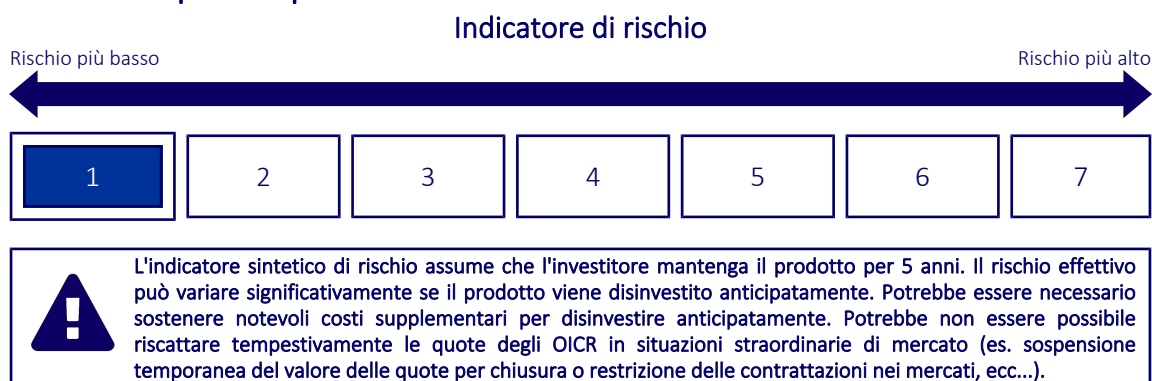 Indicatore di rischio
Rischio più basso
Rischio più alto
1 2 3 4 5 6 7
L'indicatore sintetico di rischio assume che l'investitore mantenga il prodotto per 5 anni. Il rischio effettivo
può variare significativamente se il prodotto viene disinvestito anticipatamente. Potrebbe essere necessario
sostenere notevoli costi supplementari per disinvestire anticipatamente. Potrebbe non essere possibile
riscattare tempestivamente le quote degli OICR in situazioni straordinarie di mercato (es. sospensione
temporanea del valore delle quote per chiusura o restrizione delle contrattazioni nei mercati, ecc...).